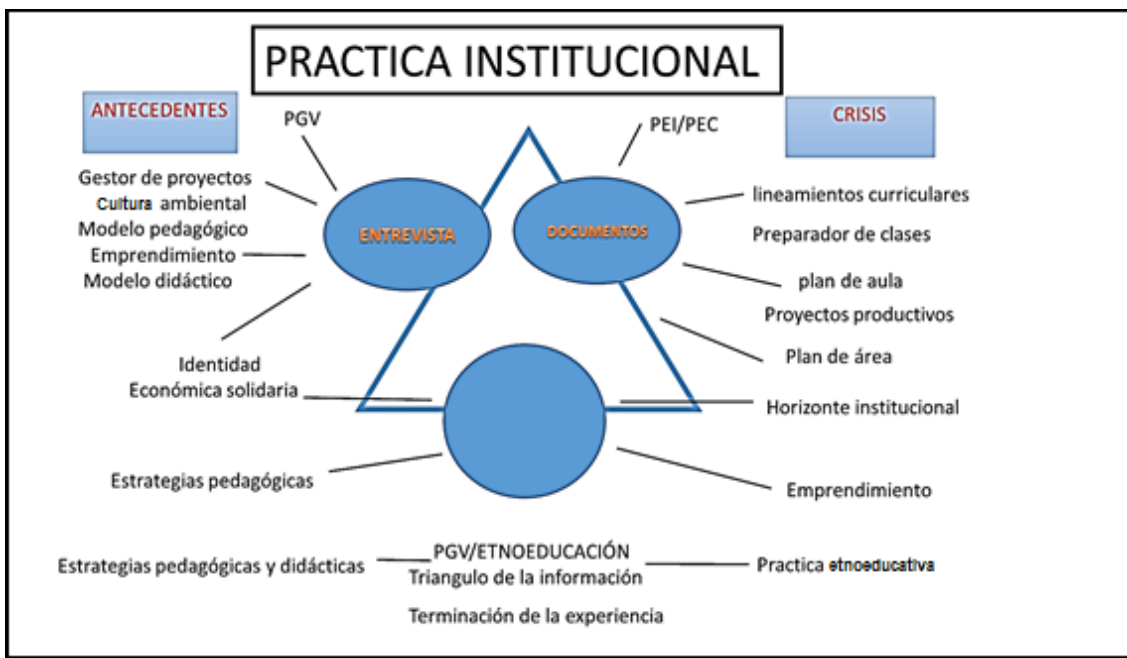 PRACTICA INSTITUCIONAL
ANTECEDENTES
CRISIS
PGV
PEI/PEC
Gestor de proyectos
Cultura ambiental
Modelo pedagógico
Emprendimiento
Modelo didáctico
ENTREVISTA
DOCUMENTOS
lineamientos curriculares
Preparador de clases
plan de aula
Proyectos productivos
Plan de área
Identidad
Económica solidaria
Horizonte institucional
Estrategias pedagógicas
Emprendimiento
Estrategias pedagógicas y didácticas
PGV/ETNOEDUCACIÓN
Triangulo de la información
Practica etnoeducativa
Terminación de la experiencia